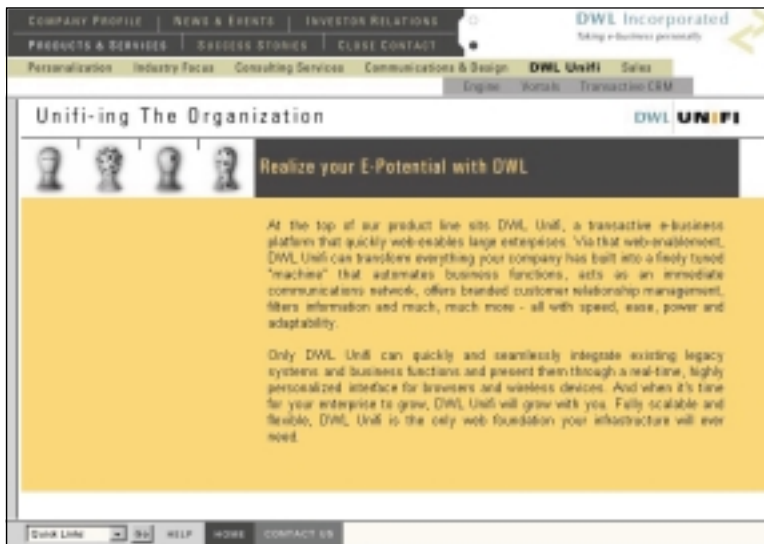 COMPANY PROFILE | NEWS & EVENTS | INVESTOR RELATIONS
PRODUCTS & SERVICES | SUCCESS STORIES | CLOSE CONTACT
DWL Incorporated
Taking e-business personally
Personalization Industry Focus Consulting Services Communications & Design DWL Unifi Sales
Engine Vortals Transactive CRM
Unifi-ing The Organization
DWL UNIFI
Realize your E-Potential with DWL
At the top of our product line sits DWL Unifi, a transactive e-business
platform that quickly web-enables large enterprises. Via that web-enablement,
DWL Unifi can transform everything your company has built into a finely tuned
"machine" that automates business functions, acts as an immediate
communications network, offers branded customer relationship management,
filters information and much, much more - all with speed, ease, power and
adaptability.
Only DWL Unifi can quickly and seamlessly integrate existing legacy
systems and business functions and present them through a real-time, highly
personalized interface for browsers and wireless devices. And when it's time
for your enterprise to grow, DWL Unifi will grow with you. Fully scalable and
flexible, DWL Unifi is the only web foundation your infrastructure will ever
need.
Quick Links Go HELP HOME CONTACT US